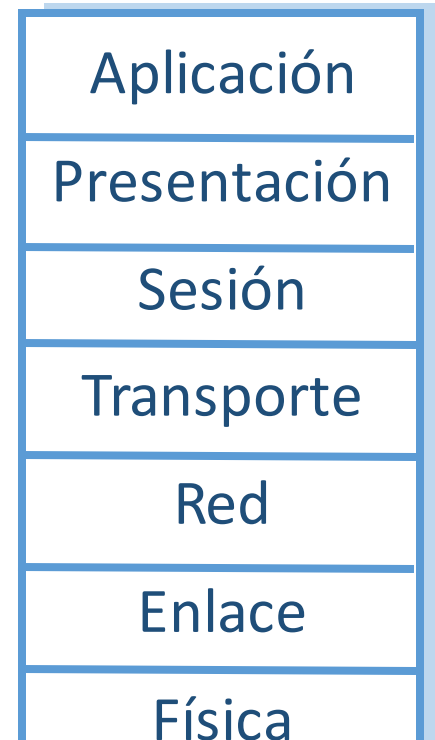 Aplicación
Presentación
Sesión
Transporte
Red
Enlace
Física